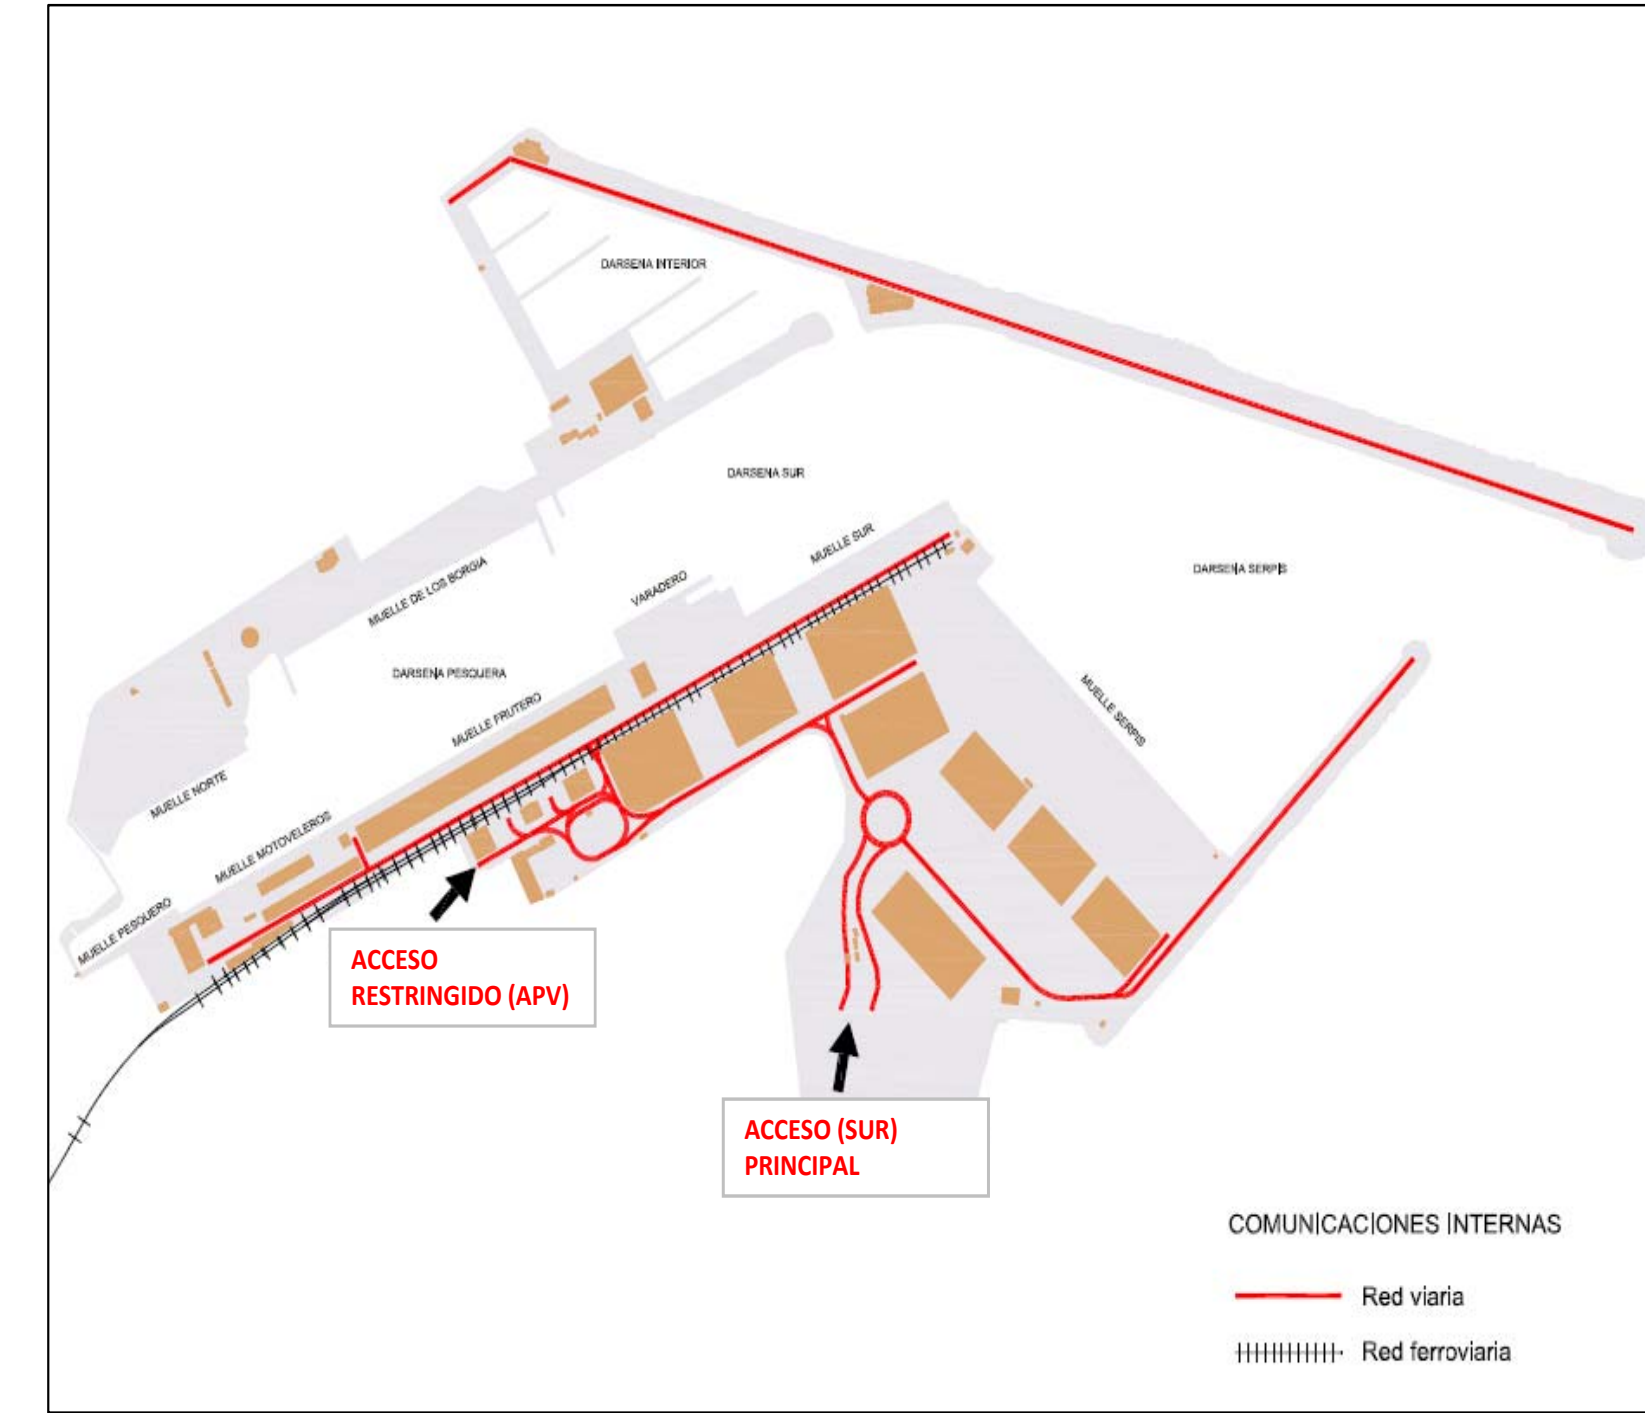 DARSENA INTERIOR
DARSENA SUR
MUELLE SUR
DARSENA SERPIS
MUELLE DE LOS BORGIA
VARADERO
DARSENA PESQUERA
MUELLE FRUTERO
MUELLE SERPIS
MUELLE NORTE
MUELLE MOTOVELEROS
MUELLE PESQUERO
ACCESO
RESTRINGIDO (APV)
ACCESO (SUR)
PRINCIPAL
COMUNICACIONES INTERNAS
Red viaria
Red ferroviaria